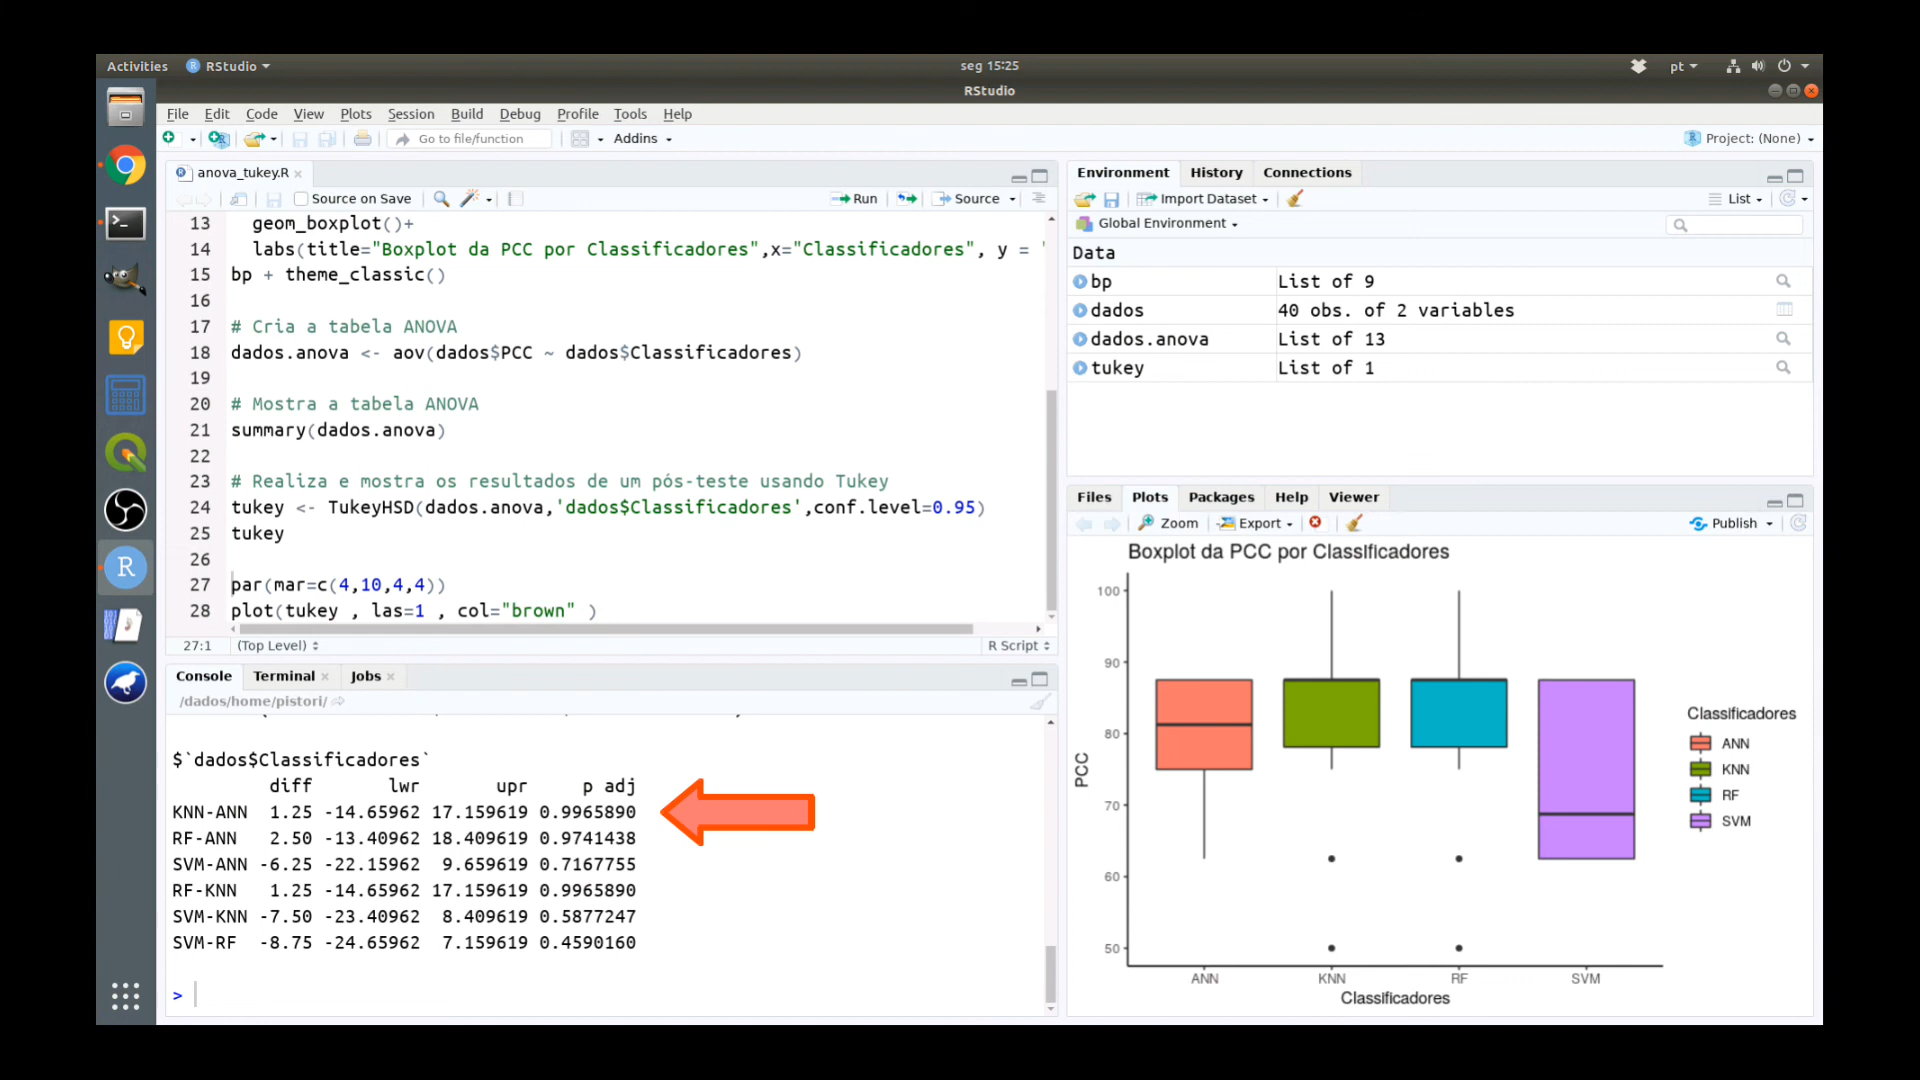 Activities RStudio seg 15:25 pt
RStudio
File Edit Code View Plots Session Build Debug Profile Tools Help
Go to file/function Addins Project: (None)
anova_tukey.R
Source on Save Run Source
13 geom_boxplot()+
14 labs(title="Boxplot da PCC por Classificadores",x="Classificadores", y =
15 bp + theme_classic()
16
17 # Cria a tabela ANOVA
18 dados.anova <- aov(dados$PCC ~ dados$Classificadores)
19
20 # Mostra a tabela ANOVA
21 summary(dados.anova)
22
23 # Realiza e mostra os resultados de um pós-teste usando Tukey
24 tukey <- TukeyHSD(dados.anova,'dados$Classificadores',conf.level=0.95)
25 tukey
26
27 par(mar=c(4,10,4,4))
28 plot(tukey , las=1 , col="brown" )
27:1 (Top Level) R Script
Console Terminal Jobs
/dados/home/pistori/
$`dados$Classificadores`
diff lwr upr p adj
KNN-ANN 1.25 -14.65962 17.159619 0.9965890
RF-ANN 2.50 -13.40962 18.409619 0.9741438
SVM-ANN -6.25 -22.15962 9.659619 0.7167755
RF-KNN 1.25 -14.65962 17.159619 0.9965890
SVM-KNN -7.50 -23.40962 8.409619 0.5877247
SVM-RF -8.75 -24.65962 7.159619 0.4590160
>
Environment History Connections
Import Dataset List
Global Environment
Data
bp List of 9
dados 40 obs. of 2 variables
dados.anova List of 13
tukey List of 1
Files Plots Packages Help Viewer
Zoom Export Publish
Boxplot da PCC por Classificadores
100
90
80
70
60
50
PCC
ANN KNN RF SVM
Classificadores
Classificadores
ANN
KNN
RF
SVM